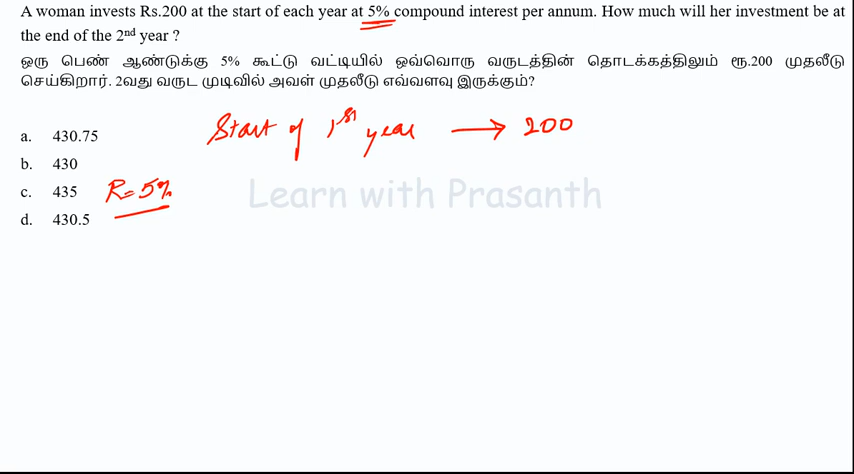 A woman invests Rs.200 at the start of each year at 5% compound interest per annum. How much will her investment be at
the end of the 2nd year ?
ஒரு பெண் ஆண்டுக்கு 5% கூட்டு வட்டியில் ஒவ்வொரு வருடத்தின் தொடக்கத்திலும் ரூ.200 முதலீடு
செய்கிறார். 2வது வருட முடிவில் அவள் முதலீடு எவ்வளவு இருக்கும்?
Start of 1st year → 200
a. 430.75
b. 430
c. 435
R=5%
Learn with Prasanth
d. 430.5